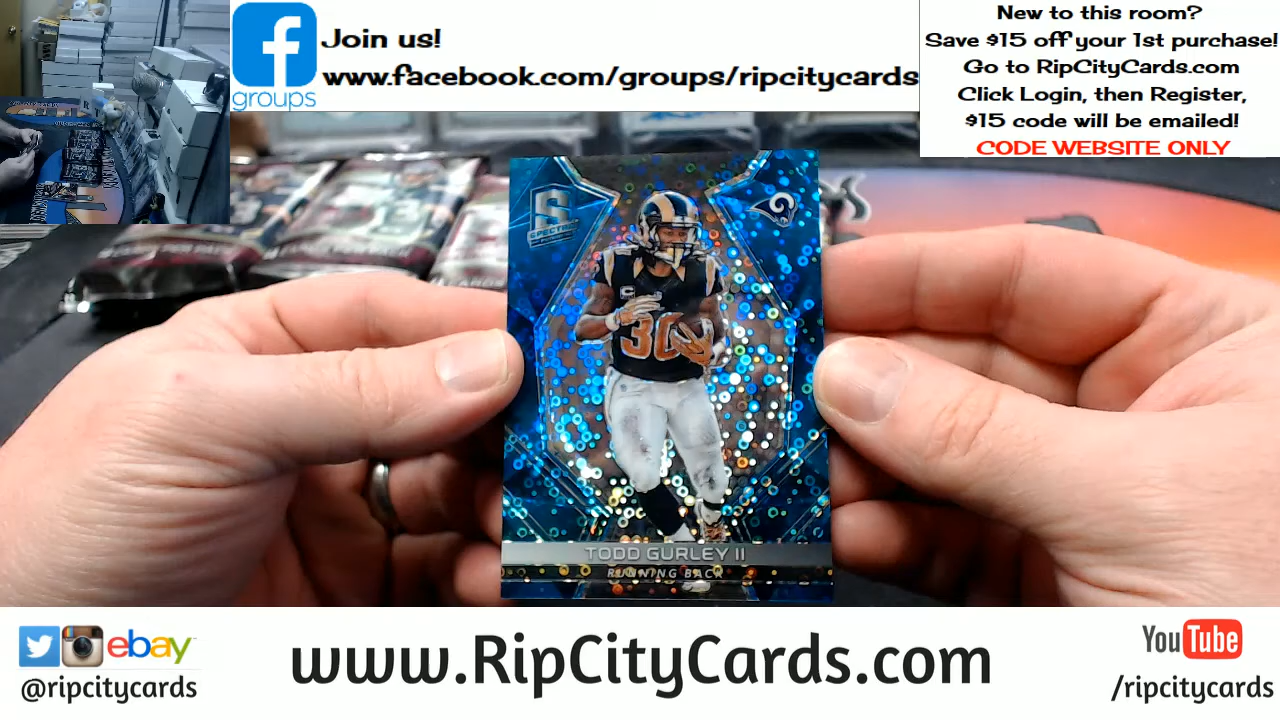 groups
Join us!
www.facebook.com/groups/ripcitycards
New to this room?
Save $15 off your 1st purchase!
Go to RipCityCards.com
Click Login, then Register,
$15 code will be emailed!
CODE WEBSITE ONLY
S
SPECTRA
C
30
TODD GURLEY II
RUNNING BACK
ebay
@ripcitycards
www.RipCityCards.com
YouTube
/ripcitycards